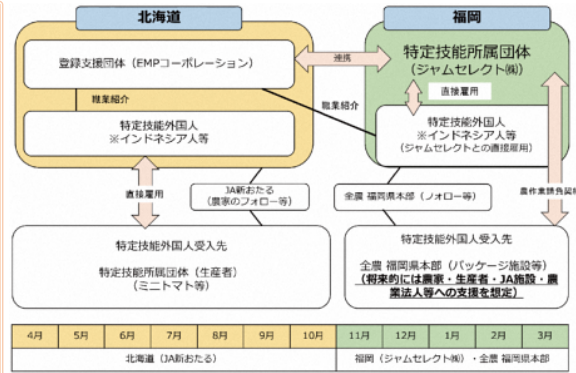 北海道
福岡
登録支援団体（EMPコーポレーション）
連携
特定技能所属団体
（ジャムセレクト㈱）
職業紹介
職業紹介
直接雇用
特定技能外国人
※インドネシア人等
特定技能外国人
※インドネシア人等
（ジャムセレクトとの直接雇用）
直接雇用
JA新おたる
（農家のフォロー等）
全農 福岡県本部（フォロー等）
農作業請負契約
特定技能外国人受入先
特定技能所属団体（生産者）
（ミニトマト等）
特定技能外国人受入先
全農 福岡県本部（パッケージ施設等）
（将来的には農家・生産者・JA施設・農
業法人等への支援を想定）
4月 5月 6月 7月 8月 9月 10月 11月 12月 1月 2月 3月
北海道（JA新おたる） 福岡（ジャムセレクト㈱）・全農 福岡県本部